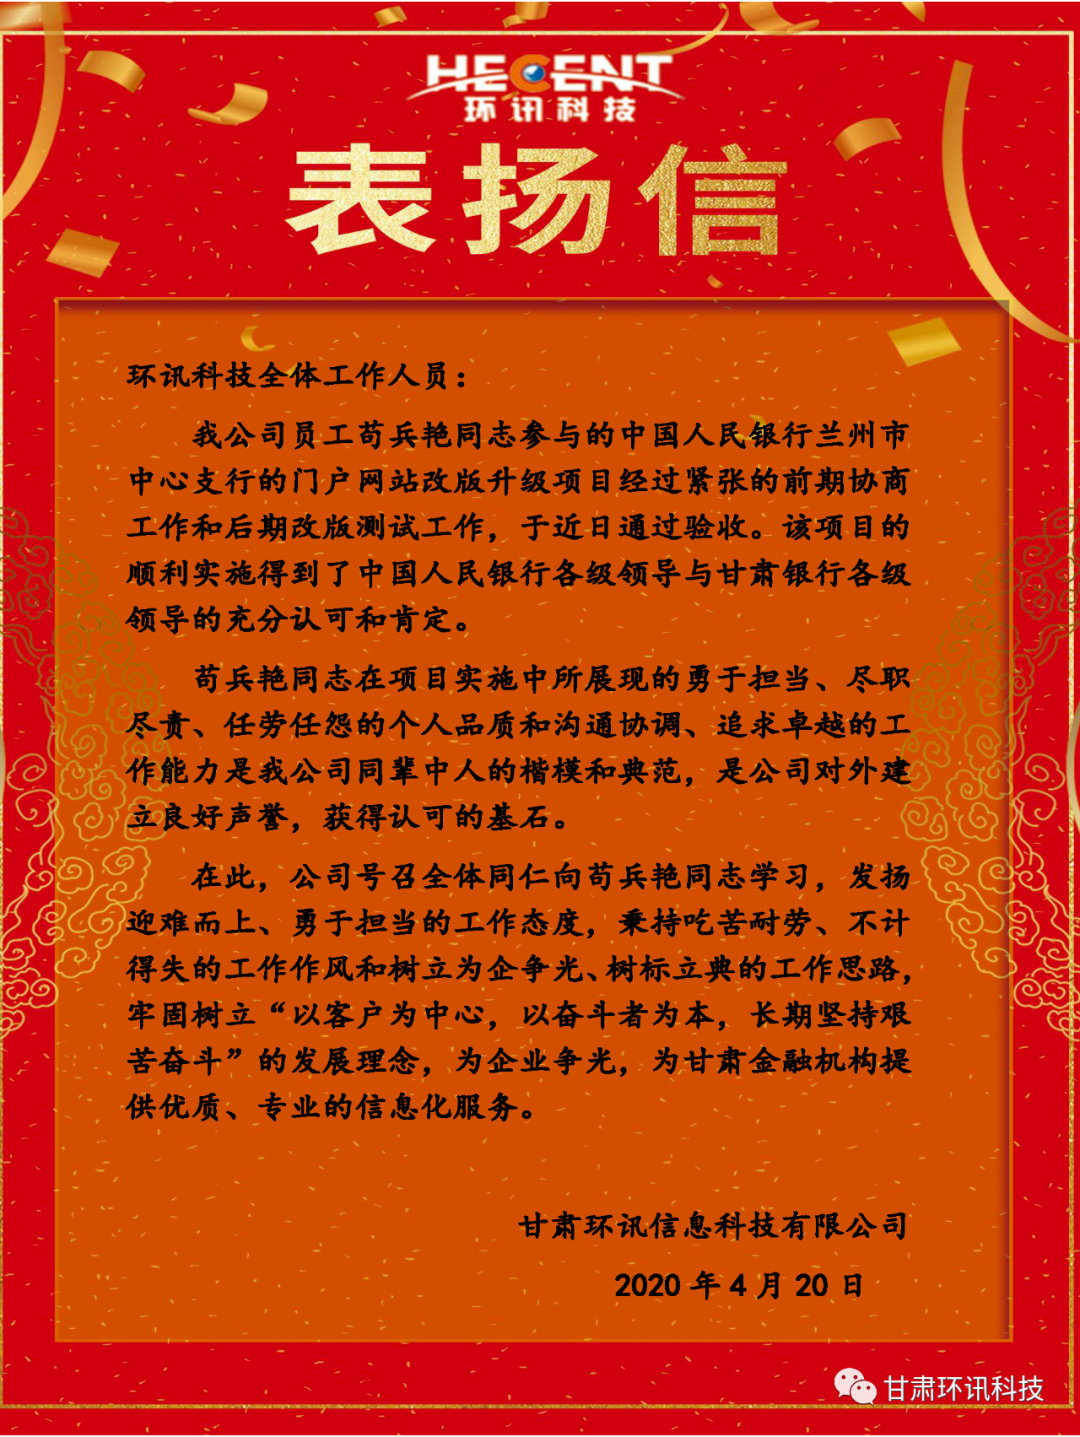 HECENT
环讯科技
表扬信
环讯科技全体工作人员：
我公司员工苟兵艳同志参与的中国人民银行兰州市
中心支行的门户网站改版升级项目经过紧张的前期协商
工作和后期改版测试工作，于近日通过验收。该项目的
顺利实施得到了中国人民银行各级领导与甘肃银行各级
领导的充分认可和肯定。
苟兵艳同志在项目实施中所展现的勇于担当、尽职
尽责、任劳任怨的个人品质和沟通协调、追求卓越的工
作能力是我公司同辈中人的楷模和典范，是公司对外建
立良好声誉，获得认可的基石。
在此，公司号召全体同仁向苟兵艳同志学习，发扬
迎难而上、勇于担当的工作态度，秉持吃苦耐劳、不计
得失的工作作风和树立为企争光、树标立典的工作思路，
牢固树立“以客户为中心，以奋斗者为本，长期坚持艰
苦奋斗”的发展理念，为企业争光，为甘肃金融机构提
供优质、专业的信息化服务。
甘肃环讯信息科技有限公司
2020 年 4 月 20 日
甘肃环讯科技